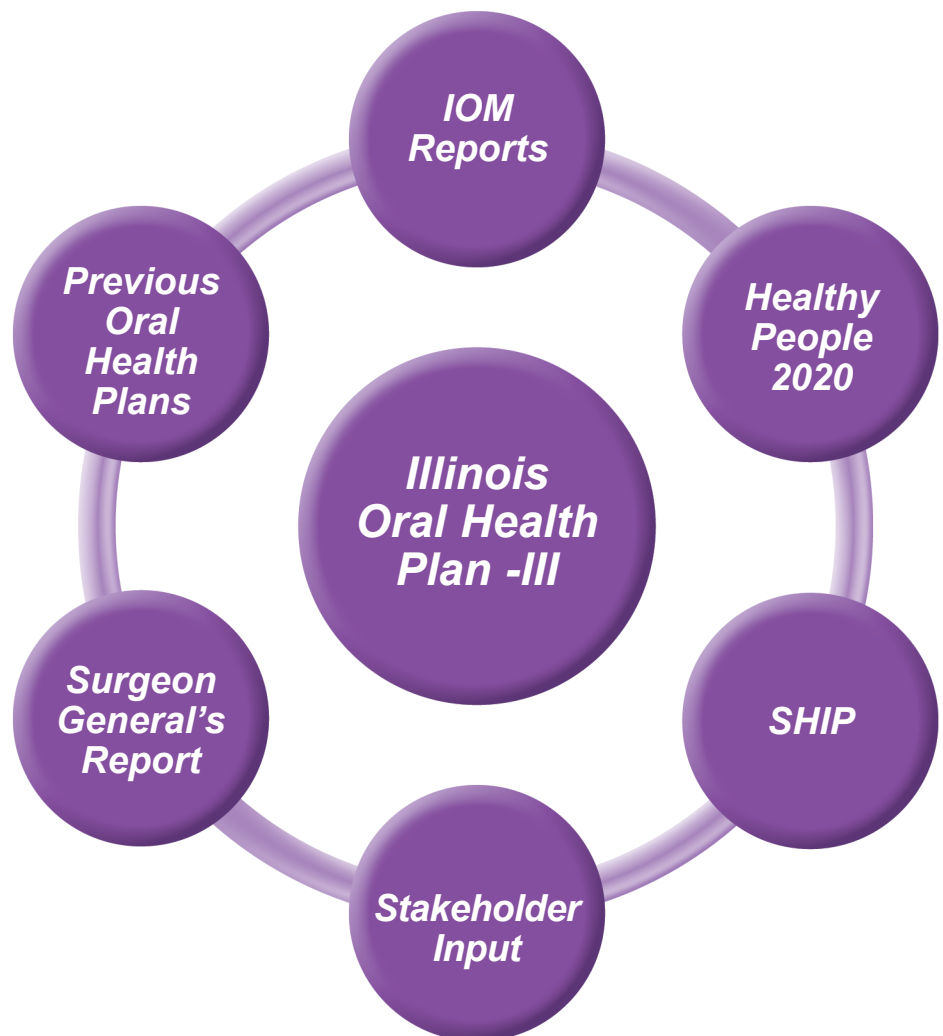 IOM
Reports
Healthy
People
2020
SHIP
Stakeholder
Input
Surgeon
General’s
Report
Previous
Oral
Health
Plans
Illinois
Oral Health
Plan -III